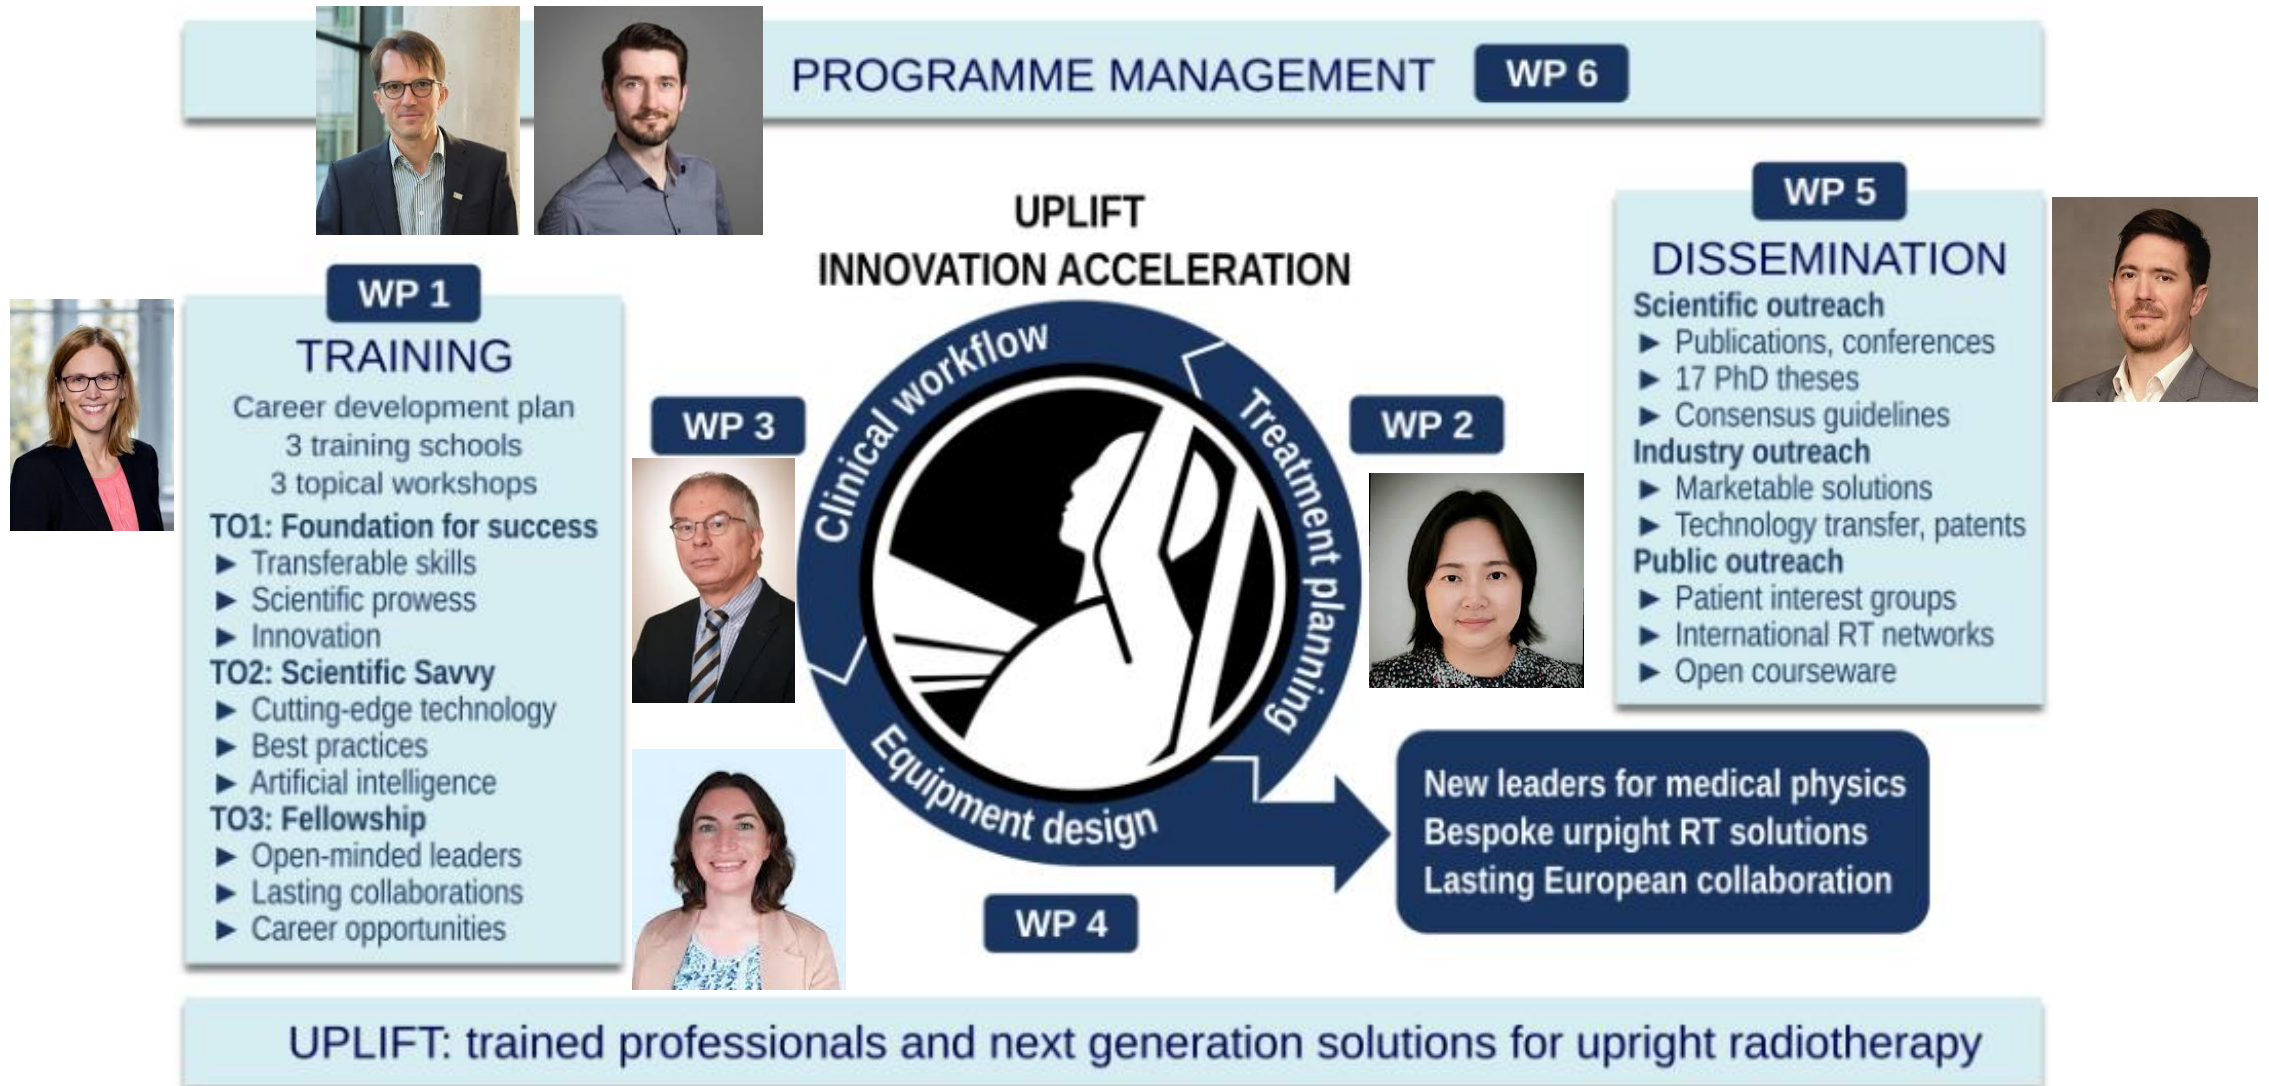 PROGRAMME MANAGEMENT WP 6
WP 1
TRAINING
Career development plan
3 training schools
3 topical workshops
TO1: Foundation for success
► Transferable skills
► Scientific prowess
► Innovation
TO2: Scientific Savvy
► Cutting-edge technology
► Best practices
► Artificial intelligence
TO3: Fellowship
► Open-minded leaders
► Lasting collaborations
► Career opportunities
UPLIFT
INNOVATION ACCELERATION
WP 3
Clinical workflow
WP 2
Treatment planning
Equipment design
WP 4
WP 5
DISSEMINATION
Scientific outreach
► Publications, conferences
► 17 PhD theses
► Consensus guidelines
Industry outreach
► Marketable solutions
► Technology transfer, patents
Public outreach
► Patient interest groups
► International RT networks
► Open courseware
New leaders for medical physics
Bespoke urpight RT solutions
Lasting European collaboration
UPLIFT: trained professionals and next generation solutions for upright radiotherapy